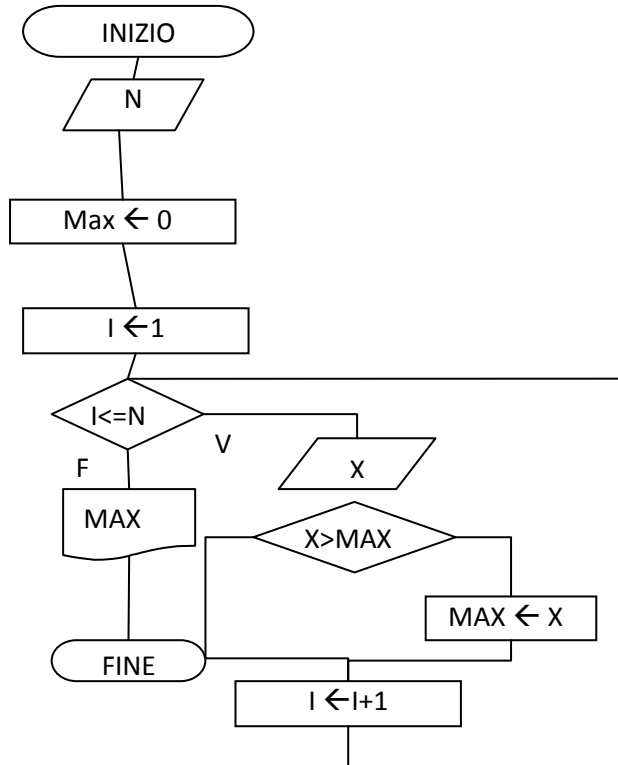 INIZIO
N
Max ← 0
I ←1
I<=N
V
X
F
MAX
X>MAX
MAX ← X
FINE
I ←I+1